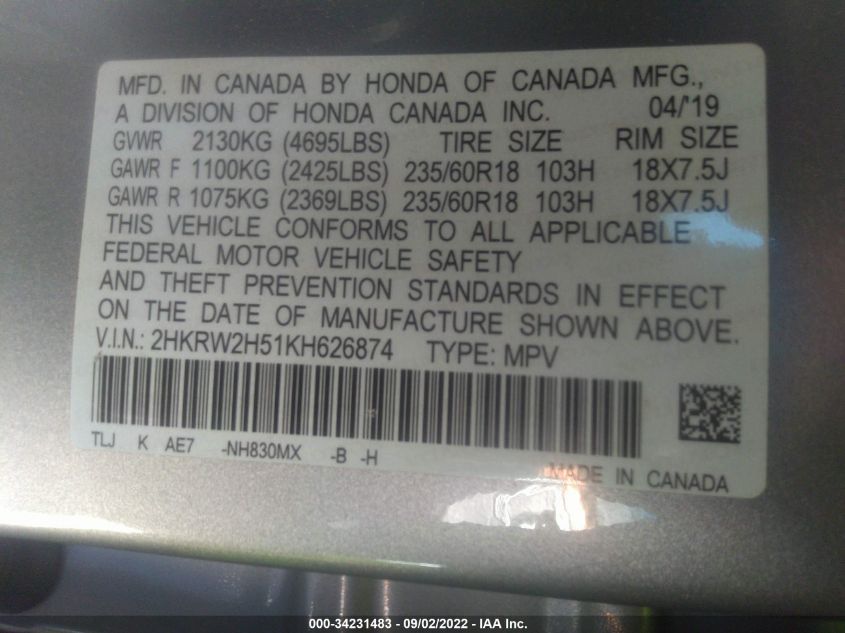 MFD. IN CANADA BY HONDA OF CANADA MFG.,
A DIVISION OF HONDA CANADA INC. 04/'19
GVWR 2130KG (4695LBS) TIRE SIZE RIM SIZE
GAWR F 1100KG (2425LBS) 235/60R18 103H 18X7.5J
GAWR R 1075KG (2369LBS) 235/60R18 103H 18X7.5J
THIS VEHICLE CONFORMS TO ALL APPLICABLE
FEDERAL MOTOR VEHICLE SAFETY
AND THEFT PREVENTION STANDARDS IN EFFECT
ON THE DATE OF MANUFACTURE SHOWN ABOVE.
V.I.N.: 2HKRW2H51KH626874 TYPE: MPV
TLJ K AE7 -NH830MX -B -H
MADE IN CANADA
000-34231483 - 09/02/2022 - IAA Inc.